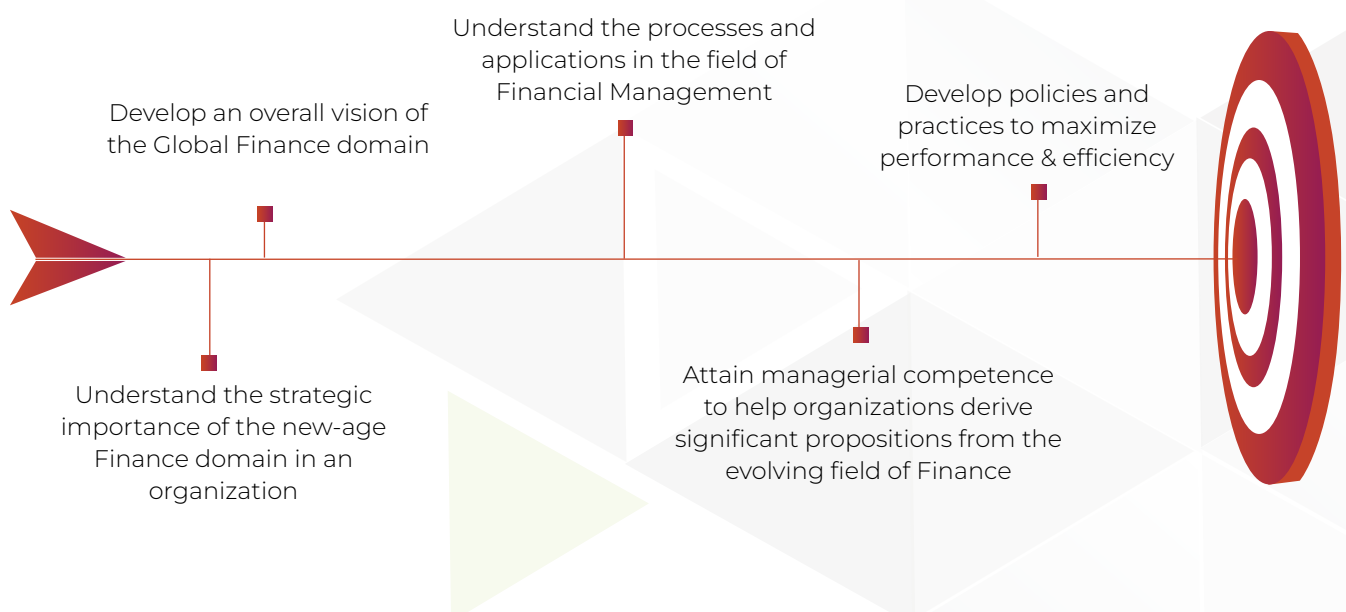 Understand the processes and
applications in the field of
Financial Management
Develop an overall vision of
the Global Finance domain
Develop policies and
practices to maximize
performance & efficiency
Understand the strategic
importance of the new-age
Finance domain in an
organization
Attain managerial competence
to help organizations derive
significant propositions from the
evolving field of Finance